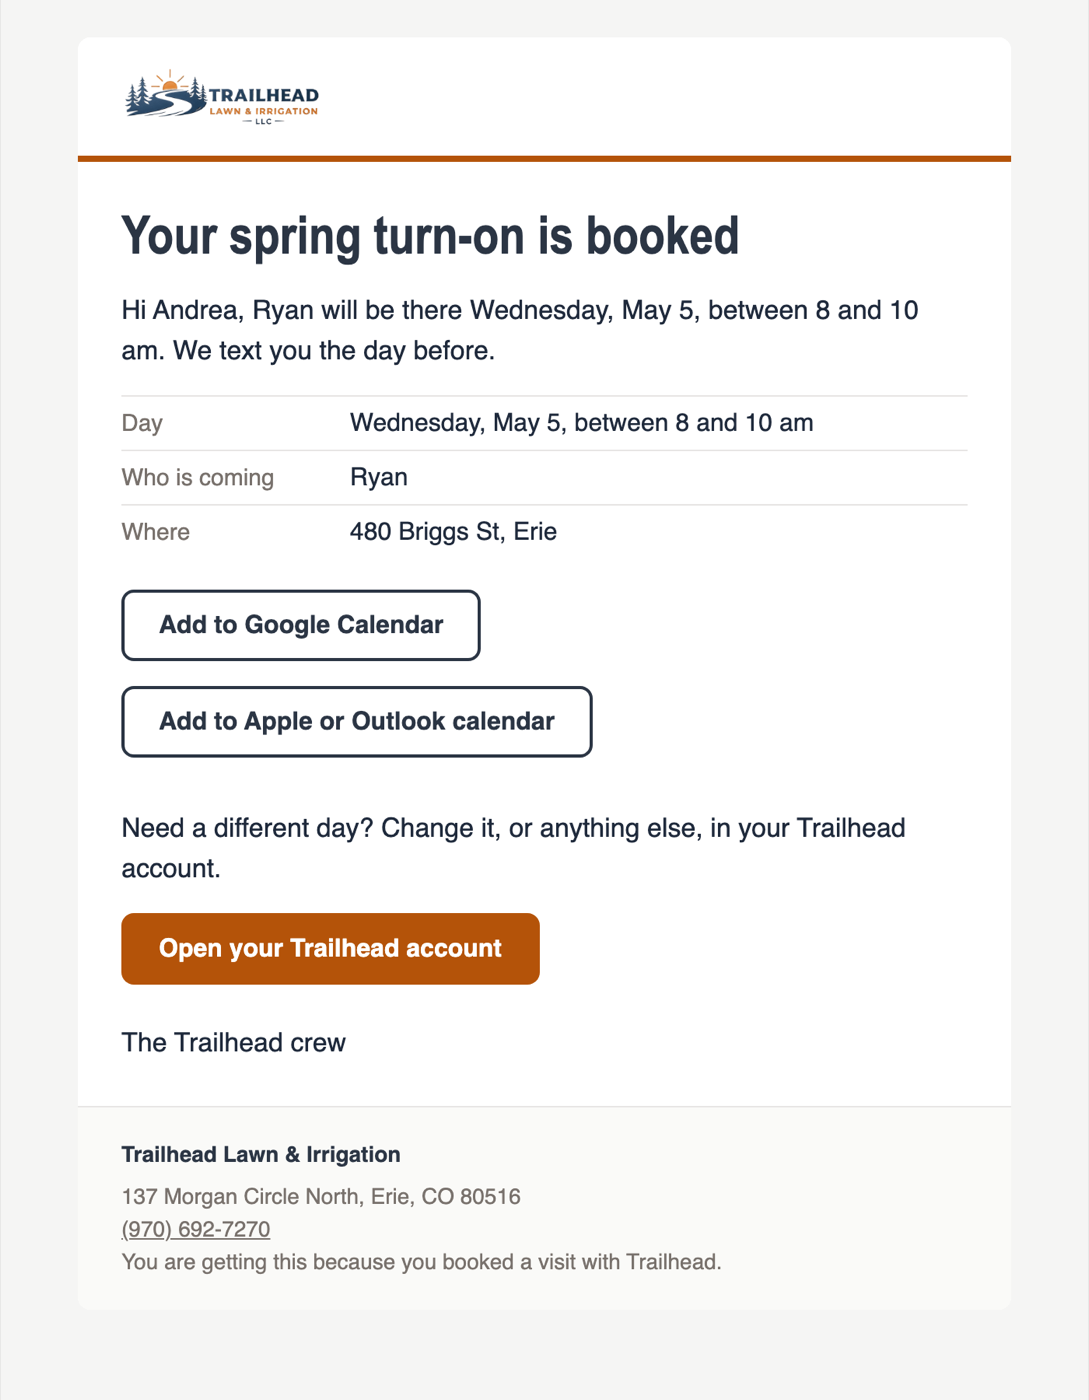 TRAILHEAD
LAWN & IRRIGATION
LLC
Your spring turn-on is booked
Hi Andrea, Ryan will be there Wednesday, May 5, between 8 and 10
am. We text you the day before.
Day Wednesday, May 5, between 8 and 10 am
Who is coming Ryan
Where 480 Briggs St, Erie
Add to Google Calendar
Add to Apple or Outlook calendar
Need a different day? Change it, or anything else, in your Trailhead
account.
Open your Trailhead account
The Trailhead crew
Trailhead Lawn & Irrigation
137 Morgan Circle North, Erie, CO 80516
(970) 692-7270
You are getting this because you booked a visit with Trailhead.